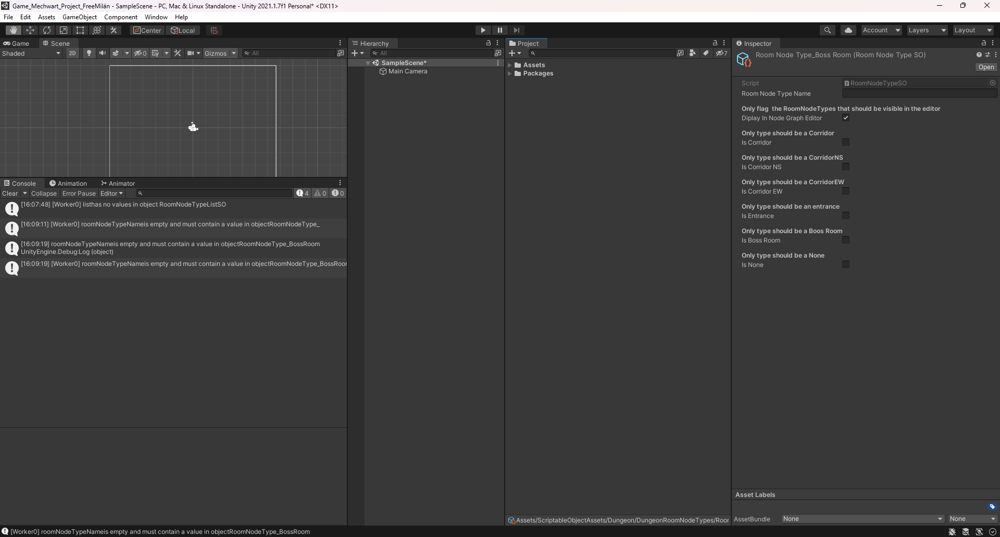 Game_Mechwart_Project_FreeMilán - SampleScene - PC, Mac & Linux Standalone - Unity 2021.1.7f1 Personal* <DX11>
File Edit Assets GameObject Component Window Help
Center Local Account Layers Layout
Game Scene
Shaded 2D 0 Gizmos All
Hierarchy
All
SampleScene*
Main Camera
Project
7
Assets
Packages
Assets/ScriptableObjectAssets/Dungeon/DungeonRoomNodeTypes/Roor
Console Animation Animator
Clear Collapse Error Pause Editor 4 0 0
[16:07:48] [Worker0] listhas no values in object RoomNodeTypeListSO
[16:09:11] [Worker0] roomNodeTypeNameis empty and must contain a value in objectRoomNodeType_
[16:09:19] roomNodeTypeNameis empty and must contain a value in objectRoomNodeType_BossRoom
UnityEngine.Debug:Log (object)
[16:09:19] [Worker0] roomNodeTypeNameis empty and must contain a value in objectRoomNodeType_BossRoor
Inspector
Room Node Type_Boss Room (Room Node Type SO)
Open
Script RoomNodeTypeSO
Room Node Type Name
Only flag  the RoomNodeTypes that should be visible in the editor
Diplay In Node Graph Editor
Only type should be a Corridor
Is Corridor
Only type should be a CorridorNS
Is Corridor NS
Only type should be a CorridorEW
Is Corridor EW
Only type should be an entrance
Is Entrance
Only type should be a Boos Room
Is Boss Room
Only type should be a None
Is None
Asset Labels
AssetBundle None None
[Worker0] roomNodeTypeNameis empty and must contain a value in objectRoomNodeType_BossRoom